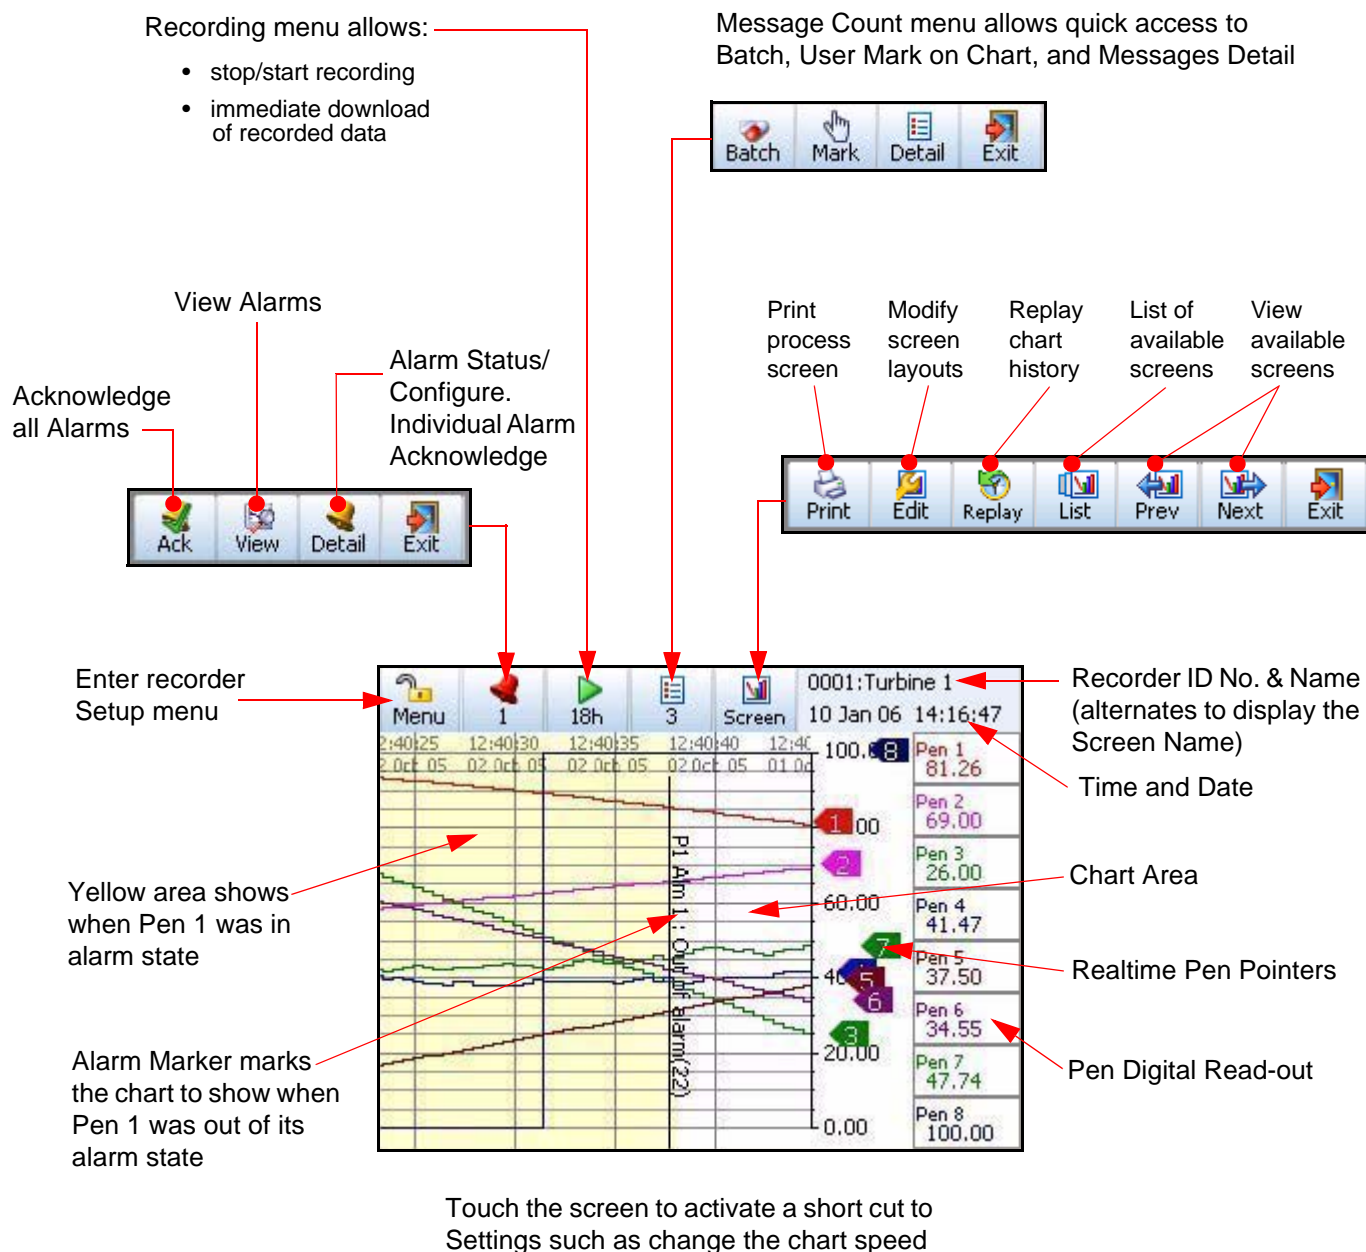 Recording menu allows:
• stop/start recording
• immediate download
of recorded data
Message Count menu allows quick access to
Batch, User Mark on Chart, and Messages Detail
Batch Mark Detail Exit
View Alarms
Acknowledge
all Alarms
Alarm Status/
Configure.
Individual Alarm
Acknowledge
Ack View Detail Exit
Print
process
screen
Modify
screen
layouts
Replay
chart
history
List of
available
screens
View
available
screens
Print Edit Replay List Prev Next Exit
Enter recorder
Setup menu
Menu 1 18h 3 Screen
0001:Turbine 1
10 Jan 06 14:16:47
12:40:25 12:40:30 12:40:35 12:40:40
02 Oct 05 02 Oct 05 02 Oct 05
P1 Alm 1 : Out of alarm(22)
60.00
20.00
0.00
8
1
2
7
5
6
3
Pen 1
81.26
Pen 2
69.00
Pen 3
26.00
Pen 4
41.47
Pen 5
37.50
Pen 6
34.55
Pen 7
47.74
Pen 8
100.00
Recorder ID No. & Name
(alternates to display the
Screen Name)
Time and Date
Chart Area
Realtime Pen Pointers
Pen Digital Read-out
Yellow area shows
when Pen 1 was in
alarm state
Alarm Marker marks
the chart to show when
Pen 1 was out of its
alarm state
Touch the screen to activate a short cut to
Settings such as change the chart speed